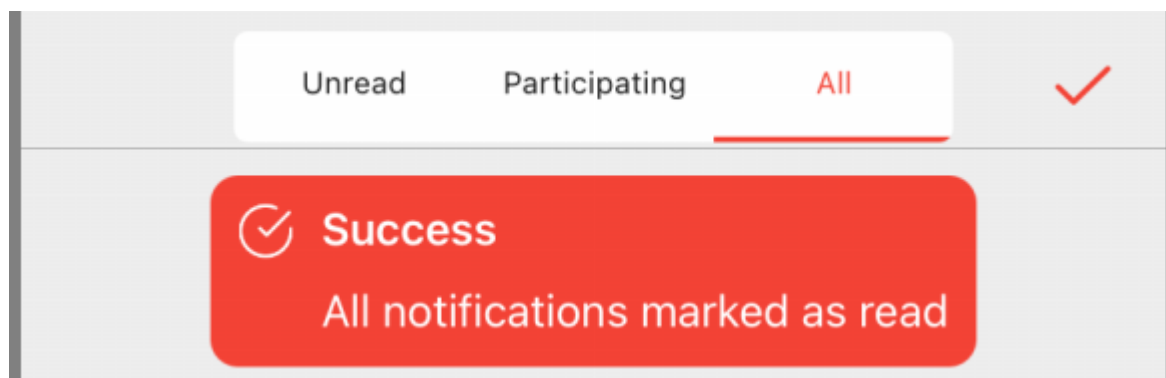 Unread Participating All
Success
All notifications marked as read